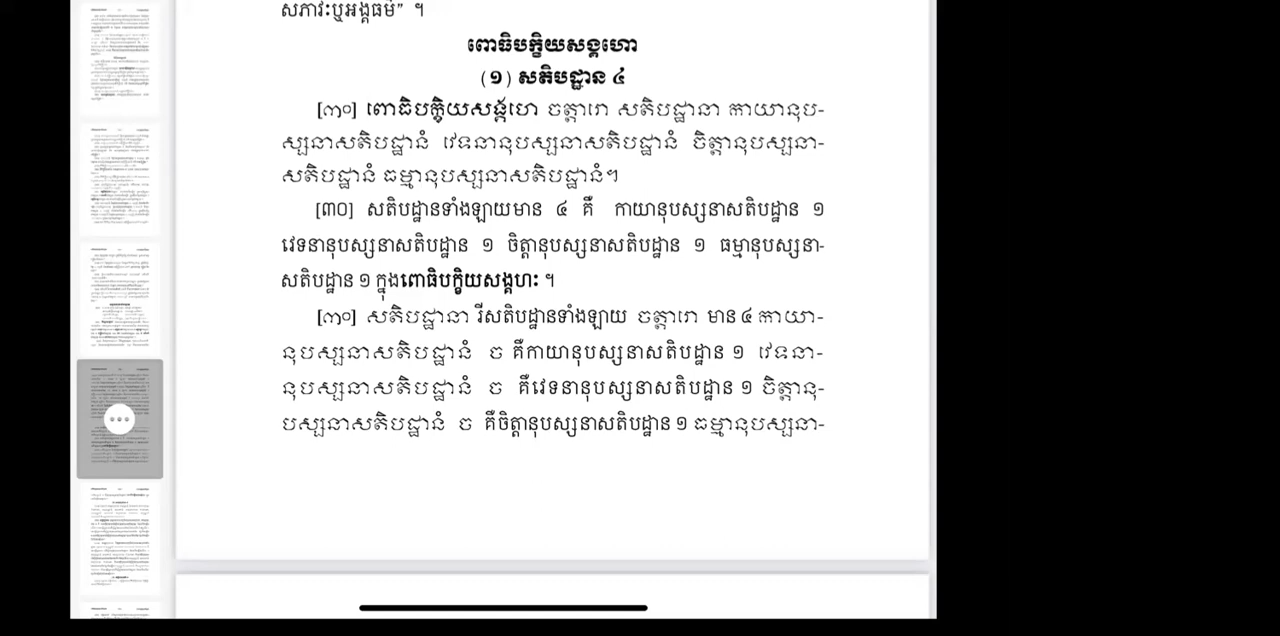 សភាវៈឬអង្គធម៌” ។
ពោធិបក្ខិយសង្គហោ
(១) សតិបដ្ឋាន ៤
[៣០] ពោធិបក្ខិយសង្គហេ ចត្តារោ សតិបដ្ឋានា កាយានុប-
ស្សនាសតិបដ្ឋានំ វេទនានុបស្សនាសតិបដ្ឋានំ ចិត្តានុបស្សនា-
សតិបដ្ឋានំ ធម្មានុបស្សនាសតិបដ្ឋានំ។
[៣០] សតិបដ្ឋានទាំងឡាយមាន ៤ គឺ កាយានុបស្សនាសតិបដ្ឋាន ១
វេទនានុបស្សនាសតិបដ្ឋាន ១ ចិត្តានុបស្សនាសតិបដ្ឋាន ១ ធម្មានុបស្សនា-
សតិបដ្ឋាន ១ ក្នុងពោធិបក្ខិយសង្គហៈ ។
[៣០] សតិបដ្ឋានា រីសតិបដ្ឋានទាំងឡាយ ចត្តារោ មាន ៤ កាយា-
នុបស្សនាសតិបដ្ឋានំ ច គឺកាយានុបស្សនាសតិបដ្ឋាន ១ វេទនា-
នុបស្សនាសតិបដ្ឋានំ ច គឺវេទនានុបស្សនាសតិបដ្ឋាន ១ ចិត្តានុ-
បស្សនាសតិបដ្ឋានំ ច គឺចិត្តានុបស្សនាសតិបដ្ឋាន ១ ធម្មានុបស្សនា-